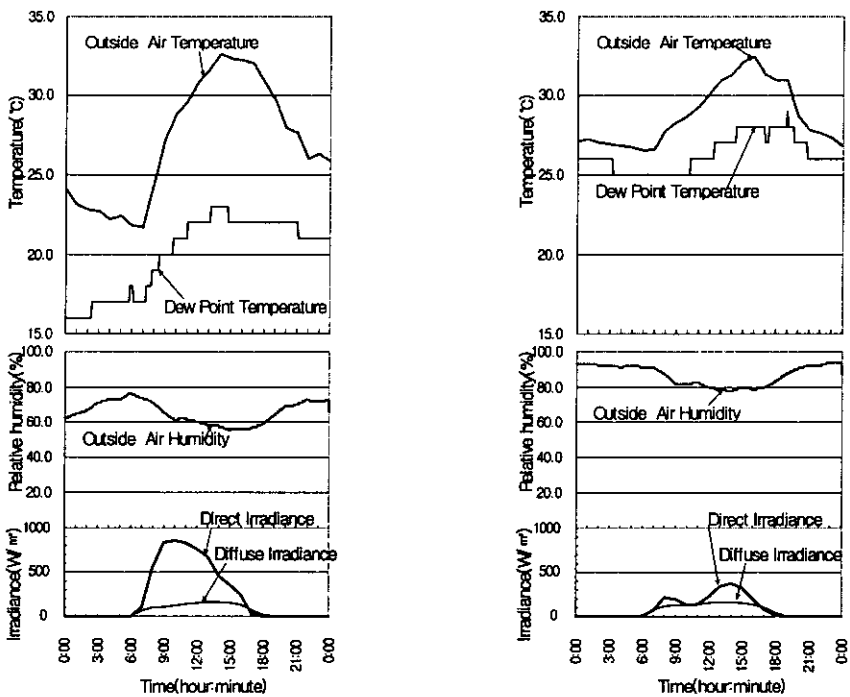 35.0
Outside Air Temperature
30.0
Temperature(℃)
25.0
20.0
Dew Point Temperature
15.0
100.0
80.0
Relative humidity(%)
60.0
Outside Air Humidity
40.0
20.0
1000
Direct Irradiance
Irradiance(W/㎡)
Diffuse Irradiance
500
0
0:00
3:00
6:00
9:00
12:00
15:00
18:00
21:00
0:00
Time(hour:minute)
35.0
Outside Air Temperature
30.0
Temperature(℃)
25.0
Dew Point Temperature
20.0
15.0
100.0
80.0
Relative humidity(%)
Outside Air Humidity
60.0
40.0
20.0
1000
Direct Irradiance
Irradiance(W/㎡)
Diffuse Irradiance
500
0
0:00
3:00
6:00
9:00
12:00
15:00
18:00
21:00
0:00
Time(hour:minute)